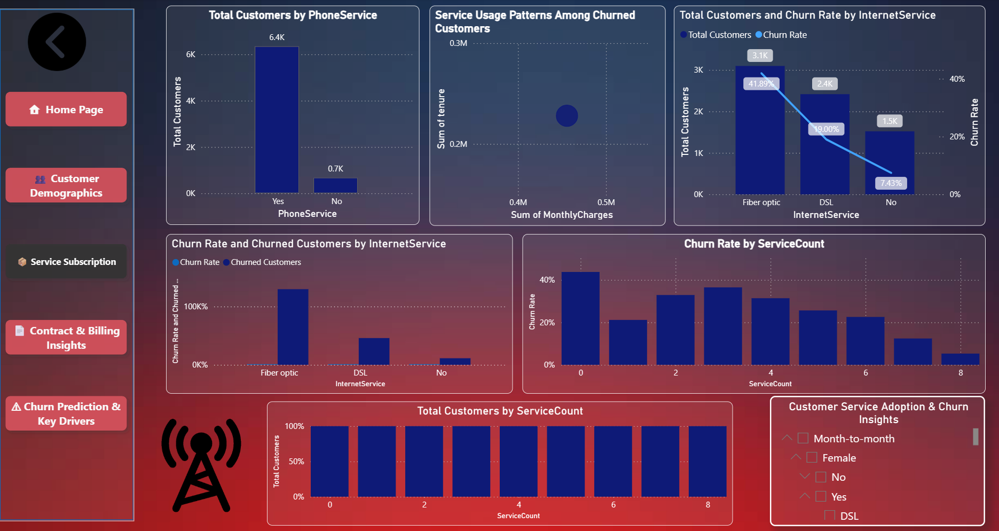 Home Page
Customer
Demographics
Service Subscription
Contract & Billing
Insights
Churn Prediction &
Key Drivers
Total Customers by PhoneService
6.4K
0.7K
6K
4K
2K
0K
Total Customers
Yes
No
PhoneService
Service Usage Patterns Among Churned
Customers
0.3M
0.2M
Sum of tenure
0.4M
0.5M
Sum of MonthlyCharges
Total Customers and Churn Rate by InternetService
Total Customers
Churn Rate
3.1K
2.4K
1.5K
41.89%
19.00%
7.43%
3K
2K
1K
0K
40%
20%
0%
Total Customers
Churn Rate
Fiber optic
DSL
No
InternetService
Churn Rate and Churned Customers by InternetService
Churn Rate
Churned Customers
Churn Rate and Churned ...
100K%
0K%
Fiber optic
DSL
No
InternetService
Churn Rate by ServiceCount
40%
20%
0%
Churn Rate
0
2
4
6
8
ServiceCount
Total Customers by ServiceCount
100%
50%
0%
Total Customers
0
2
4
6
8
ServiceCount
Customer Service Adoption & Churn
Insights
Month-to-month
Female
No
Yes
DSL